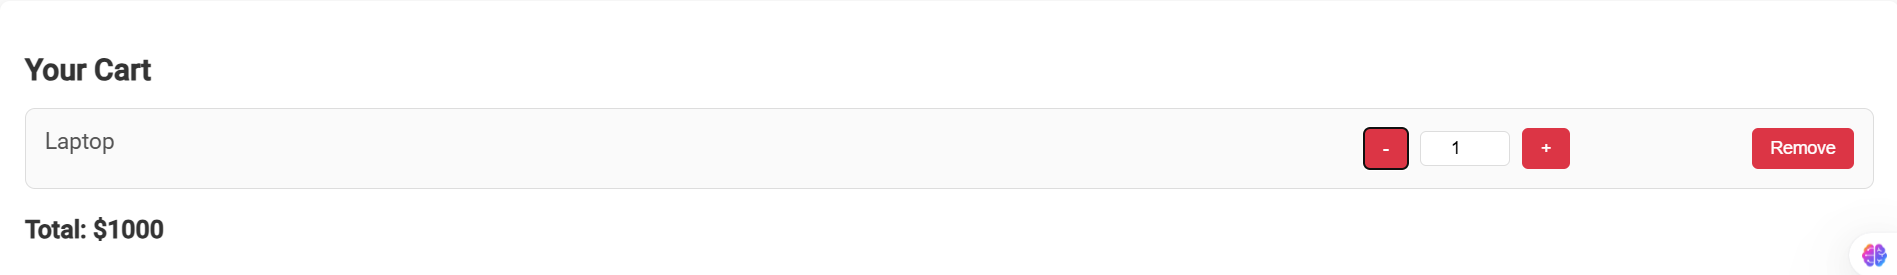 Your Cart
Laptop - 1 + Remove
Total: $1000